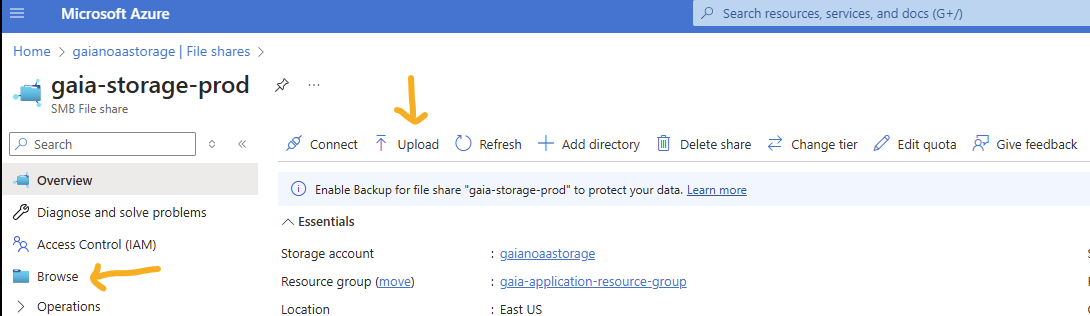 Microsoft Azure
Search resources, services, and docs (G+/)
Home > gaianoaastorage | File shares >
gaia-storage-prod ...
SMB File share
Search
Connect Upload Refresh + Add directory Delete share Change tier Edit quota Give feedback
Overview
Enable Backup for file share "gaia-storage-prod" to protect your data. Learn more
Diagnose and solve problems
Essentials
Access Control (IAM)
Storage account : gaianoaastorage
Browse
Resource group (move) : gaia-application-resource-group
Operations
Location : East US